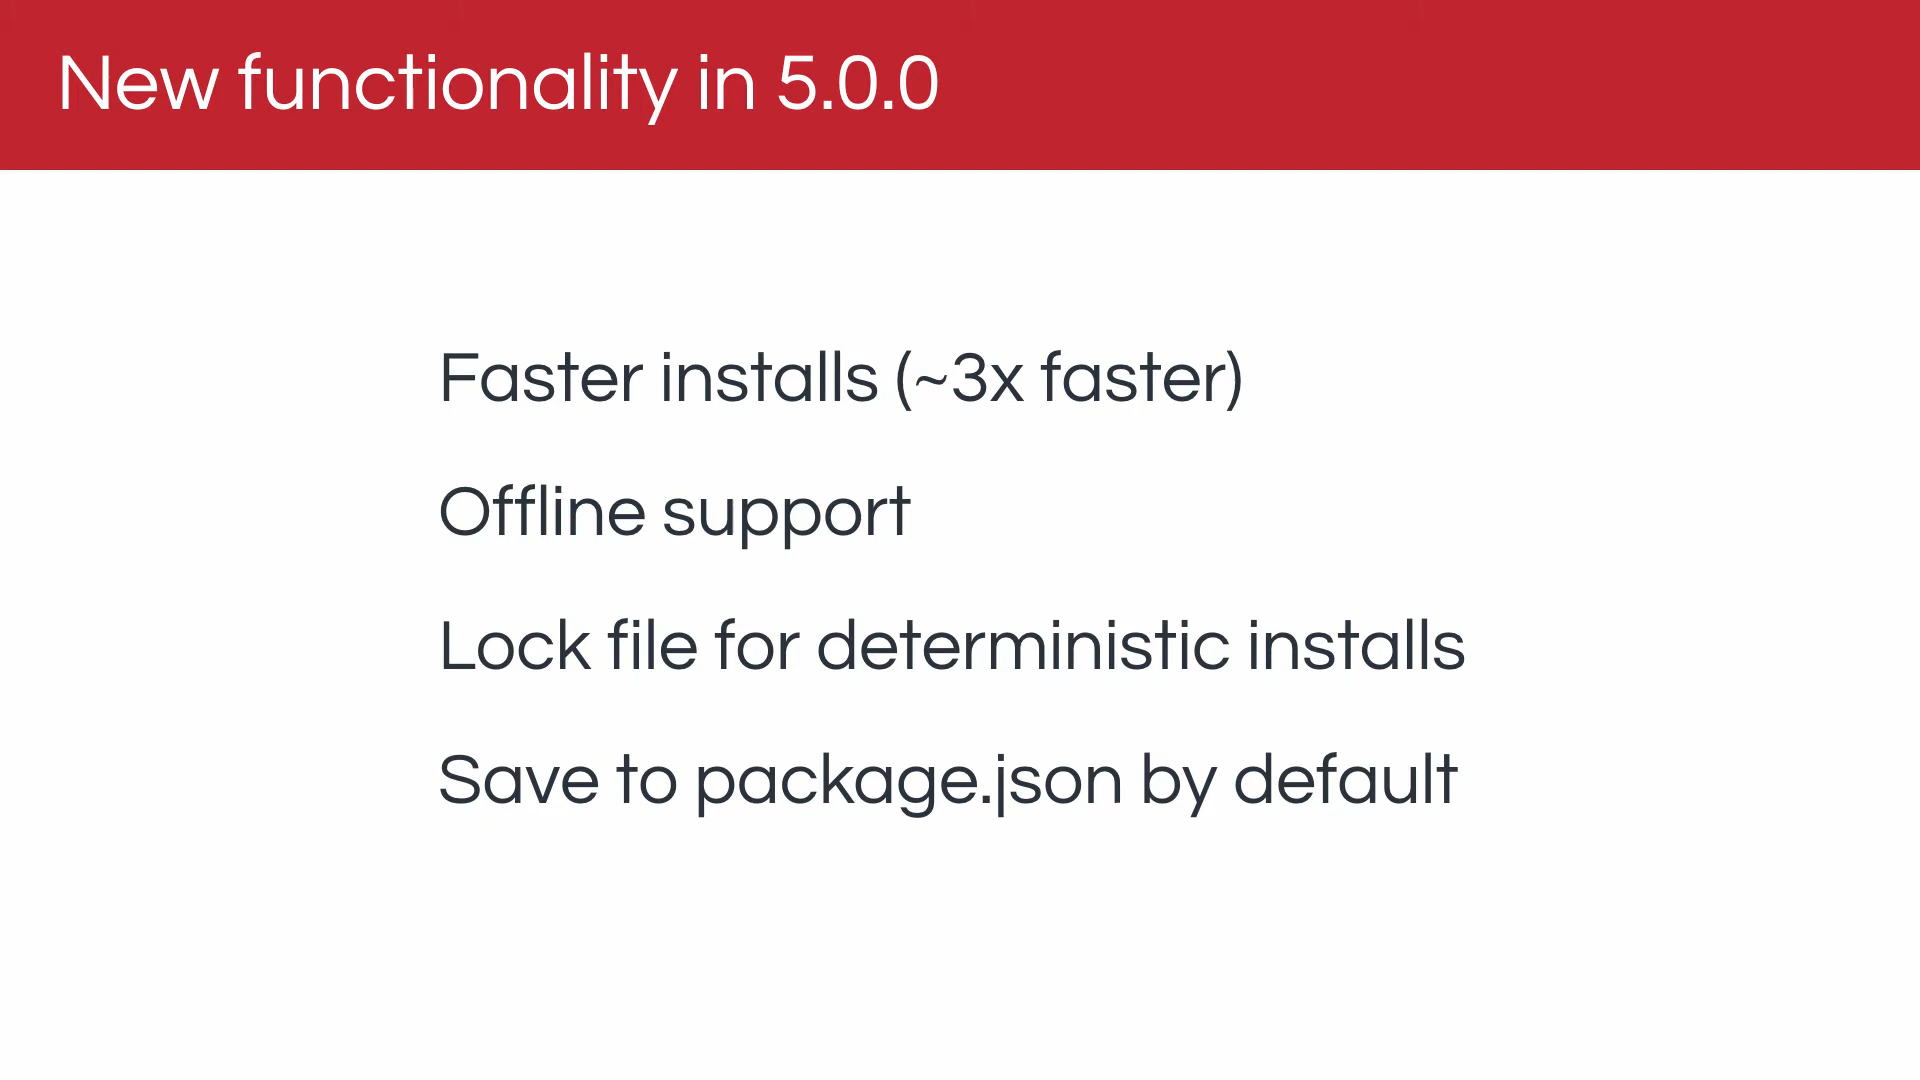 New functionality in 5.0.0
Faster installs (~3x faster)
Offline support
Lock file for deterministic installs
Save to package.json by default